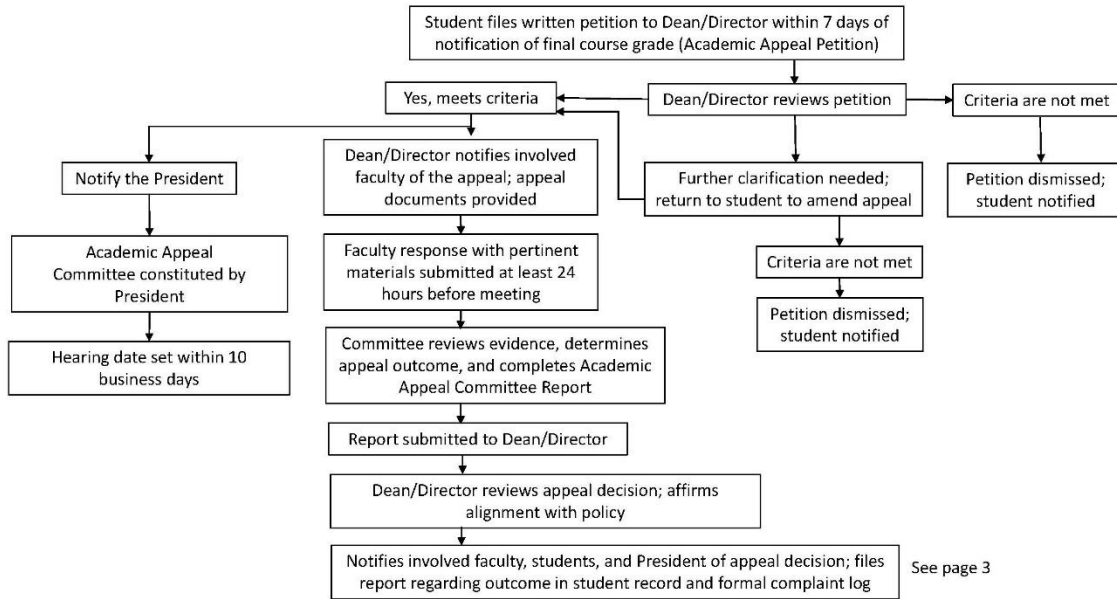 Student files written petition to Dean/Director within 7 days of
notification of final course grade (Academic Appeal Petition)
Yes, meets criteria
Dean/Director reviews petition
Criteria are not met
Notify the President
Dean/Director notifies involved
faculty of the appeal; appeal
documents provided
Further clarification needed;
return to student to amend appeal
Petition dismissed;
student notified
Academic Appeal
Committee constituted by
President
Faculty response with pertinent
materials submitted at least 24
hours before meeting
Criteria are not met
Petition dismissed;
student notified
Hearing date set within 10
business days
Committee reviews evidence, determines
appeal outcome, and completes Academic
Appeal Committee Report
Report submitted to Dean/Director
Dean/Director reviews appeal decision; affirms
alignment with policy
Notifies involved faculty, students, and President of appeal decision; files
report regarding outcome in student record and formal complaint log
See page 3